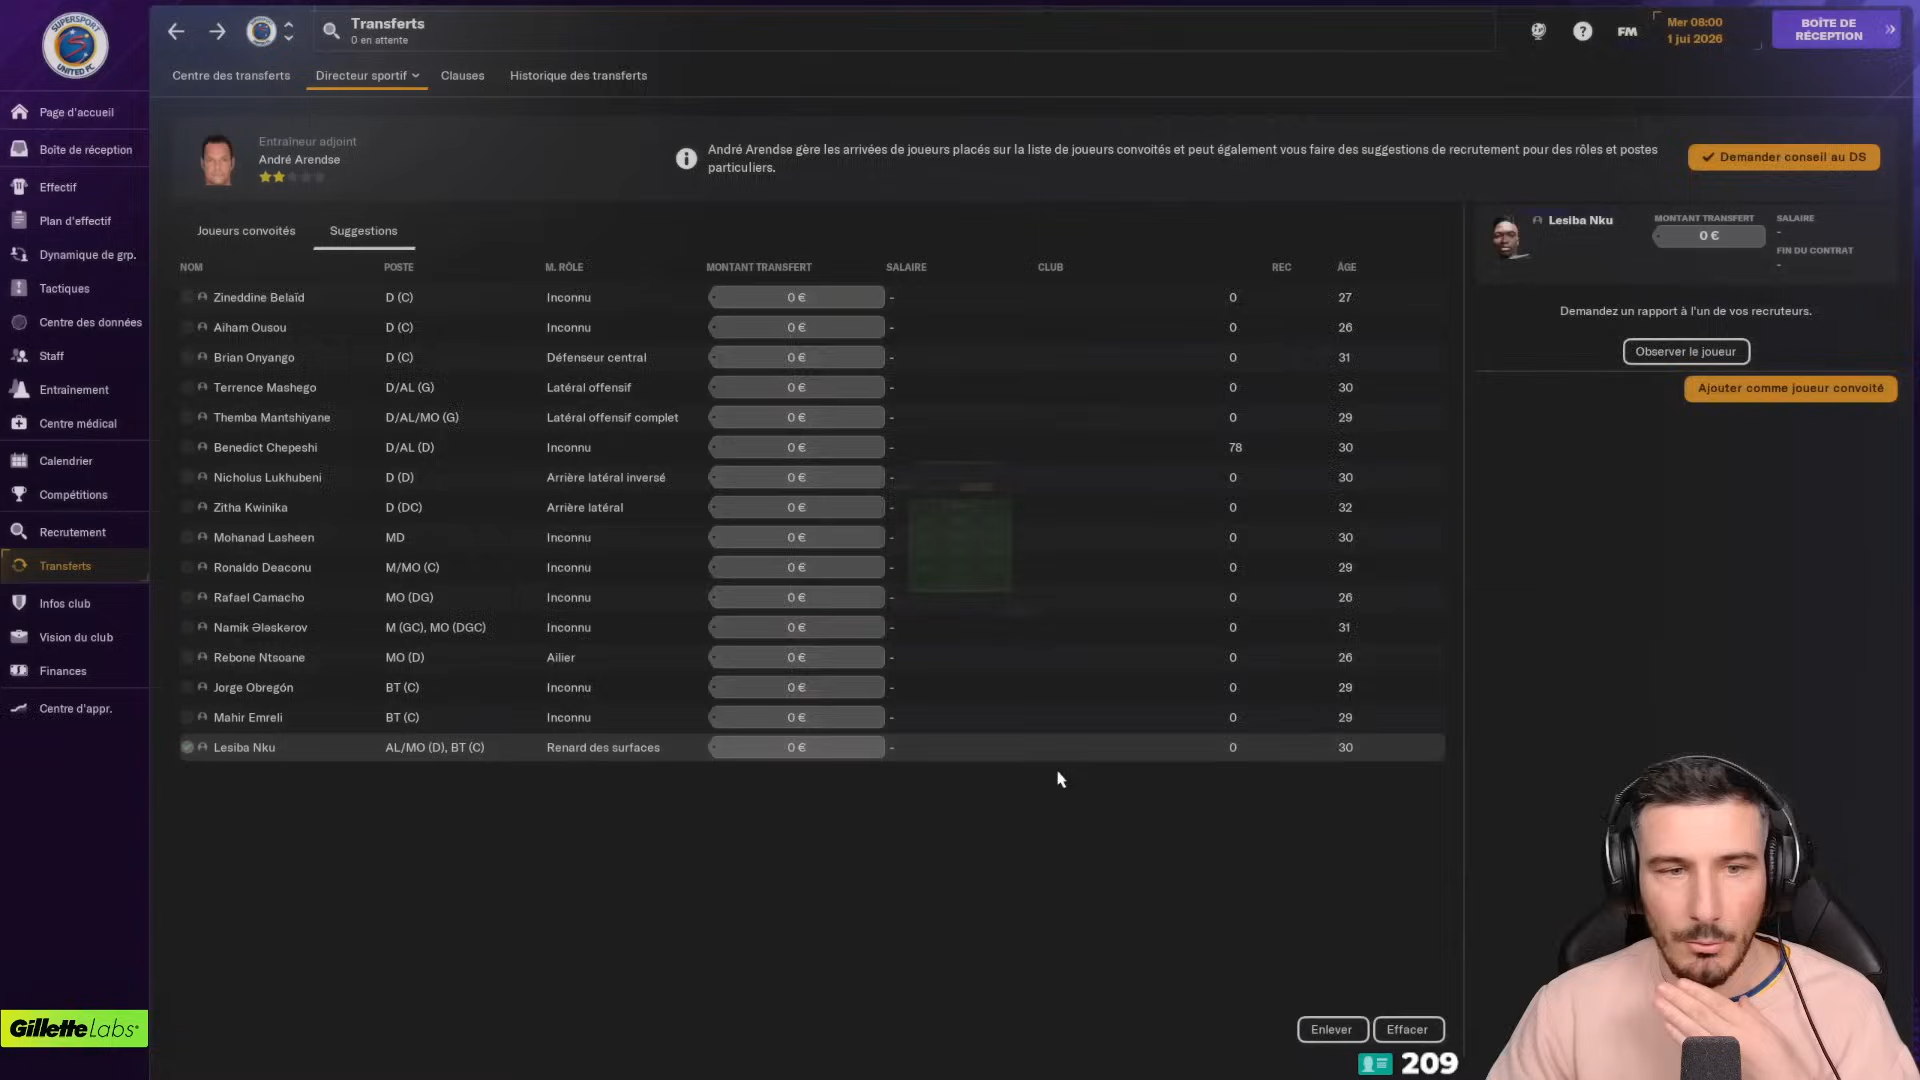 SUPERSPORT
UNITED FC
Transferts
0 en attente
FM
Mer 08:00
1 jui 2026
BOÎTE DE
RÉCEPTION
Centre des transferts
Directeur sportif
Clauses
Historique des transferts
Page d'accueil
Boîte de réception
Effectif
Plan d'effectif
Dynamique de grp.
Tactiques
Centre des données
Staff
Entraînement
Centre médical
Calendrier
Compétitions
Recrutement
Transferts
Infos club
Vision du club
Finances
Centre d'appr.
Gillette Labs
Entraîneur adjoint
André Arendse
André Arendse gère les arrivées de joueurs placés sur la liste de joueurs convoités et peut également vous faire des suggestions de recrutement pour des rôles et postes
particuliers.
Demander conseil au DS
Joueurs convoités
Suggestions
NOM POSTE M. RÔLE MONTANT TRANSFERT SALAIRE CLUB REC ÂGE
Zineddine Belaïd D (C) Inconnu 0 € - 0 27
Aiham Ousou D (C) Inconnu 0 € - 0 26
Brian Onyango D (C) Défenseur central 0 € - 0 31
Terrence Mashego D/AL (G) Latéral offensif 0 € - 0 30
Themba Mantshiyane D/AL/MO (G) Latéral offensif complet 0 € - 0 29
Benedict Chepeshi D/AL (D) Inconnu 0 € - 78 30
Nicholus Lukhubeni D (D) Arrière latéral inversé 0 € - 0 30
Zitha Kwinika D (DC) Arrière latéral 0 € - 0 32
Mohanad Lasheen MD Inconnu 0 € - 0 30
Ronaldo Deaconu M/MO (C) Inconnu 0 € - 0 29
Rafael Camacho MO (DG) Inconnu 0 € - 0 26
Namik Ələskərov M (GC), MO (DGC) Inconnu 0 € - 0 31
Rebone Ntsoane MO (D) Ailier 0 € - 0 26
Jorge Obregón BT (C) Inconnu 0 € - 0 29
Mahir Emreli BT (C) Inconnu 0 € - 0 29
Lesiba Nku AL/MO (D), BT (C) Renard des surfaces 0 € - 0 30
Lesiba Nku
MONTANT TRANSFERT
0 €
SALAIRE
-
FIN DU CONTRAT
-
Demandez un rapport à l'un de vos recruteurs.
Observer le joueur
Ajouter comme joueur convoité
Enlever
Effacer
209